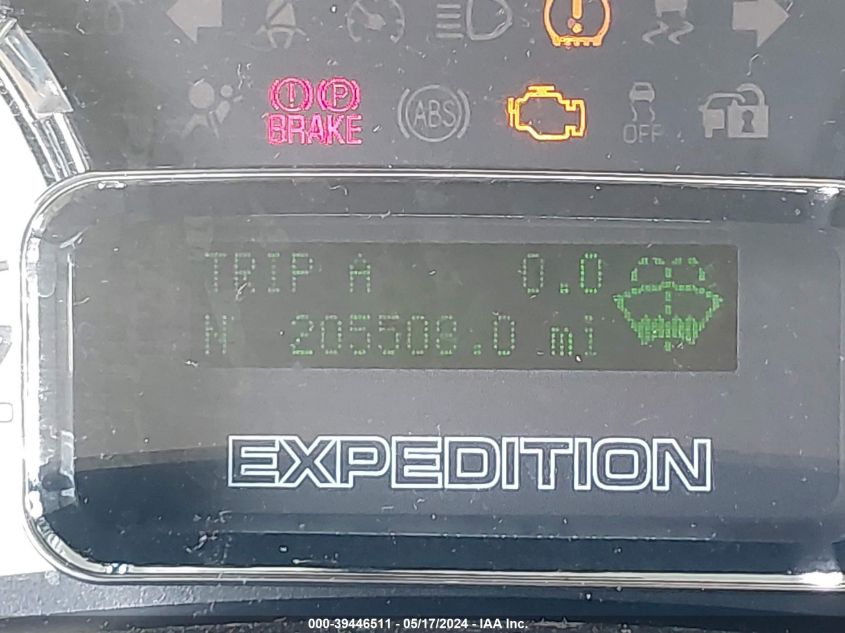 (!) (P)
BRAKE
ABS
OFF
TRIP A 0.0
N 205508.0 mi
EXPEDITION
000-39446511 - 05/17/2024 - IAA Inc.